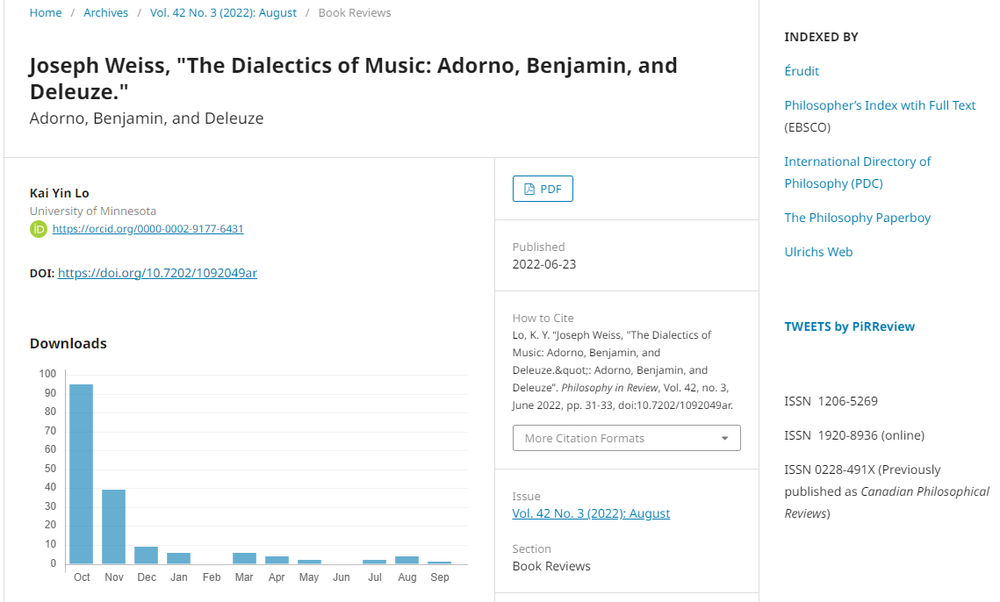 Home / Archives / Vol. 42 No. 3 (2022): August / Book Reviews
Joseph Weiss, "The Dialectics of Music: Adorno, Benjamin, and
Deleuze."
Adorno, Benjamin, and Deleuze
Kai Yin Lo
University of Minnesota
iD https://orcid.org/0000-0002-9177-6431
DOI: https://doi.org/10.7202/1092049ar
Downloads
100
90
80
70
60
50
40
30
20
10
0
Oct Nov Dec Jan Feb Mar Apr May Jun Jul Aug Sep
PDF
Published
2022-06-23
How to Cite
Lo, K. Y. “Joseph Weiss, "The Dialectics of
Music: Adorno, Benjamin, and
Deleuze.&quot;: Adorno, Benjamin, and
Deleuze”. Philosophy in Review, Vol. 42, no. 3,
June 2022, pp. 31-33, doi:10.7202/1092049ar.
More Citation Formats
Issue
Vol. 42 No. 3 (2022): August
Section
Book Reviews
INDEXED BY
Érudit
Philosopher’s Index wtih Full Text
(EBSCO)
International Directory of
Philosophy (PDC)
The Philosophy Paperboy
Ulrichs Web
TWEETS by PiRReview
ISSN 1206-5269
ISSN 1920-8936 (online)
ISSN 0228-491X (Previously
published as Canadian Philosophical
Reviews)